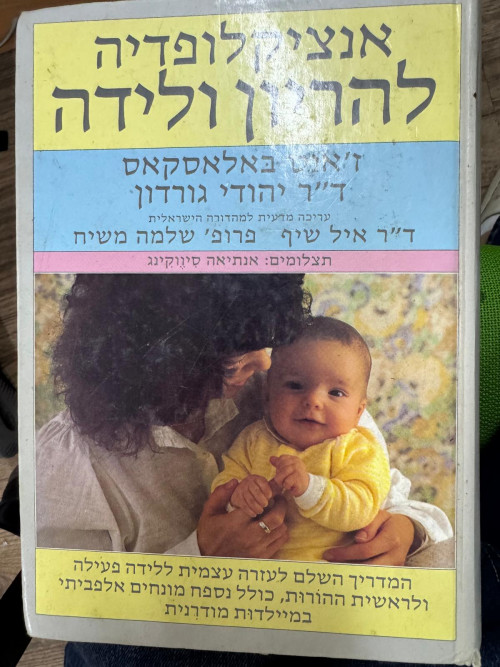 אנציקלופדיה
להריון ולידה
ז'אנט באלאסקאס
ד"ר יהודי גורדון
עריכה מדעית למהדורה הישראלית
ד"ר איל שיף פרופ' שלמה משיח
תצלומים: אנתיאה סיווקינג
המדריך השלם לעזרה עצמית ללידה פעילה
ולראשית ההורות, כולל נספח מונחים אלפביתי
במיילדות מודרנית